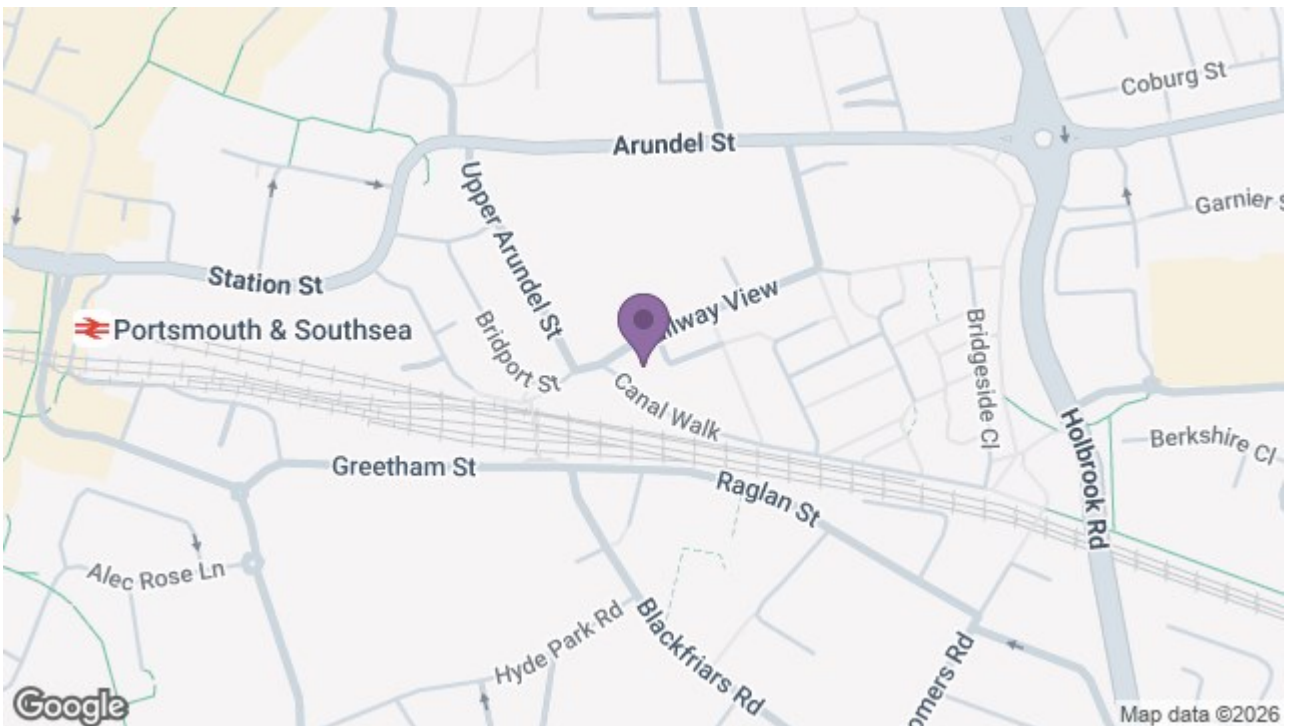 Coburg St
Arundel St
Upper Arundel St
Garnier S
Station St
Railway View
Portsmouth & Southsea
Bridport St
Bridgeside Cl
Canal Walk
Holbrook Rd
Berkshire Cl
Greetham St
Raglan St
Alec Rose Ln
Hyde Park Rd
Blackfriars Rd
omers Rd
Google
Map data ©2026